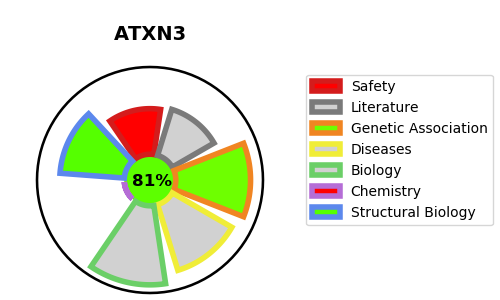 ATXN3
81%
Safety
Literature
Genetic Association
Diseases
Biology
Chemistry
Structural Biology